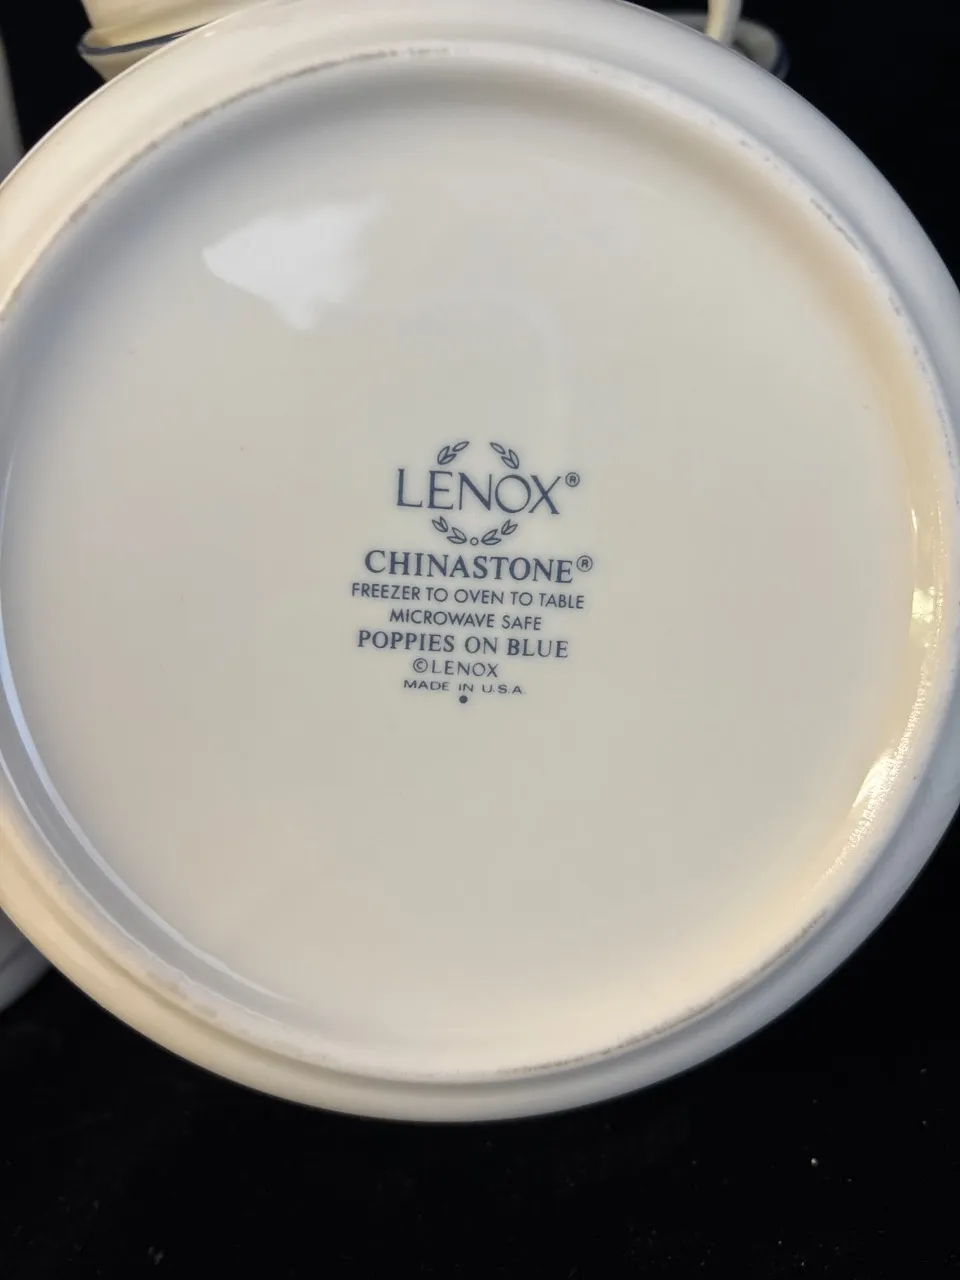 LENOX®
CHINASTONE®
FREEZER TO OVEN TO TABLE
MICROWAVE SAFE
POPPIES ON BLUE
©LENOX
MADE IN U.S.A.